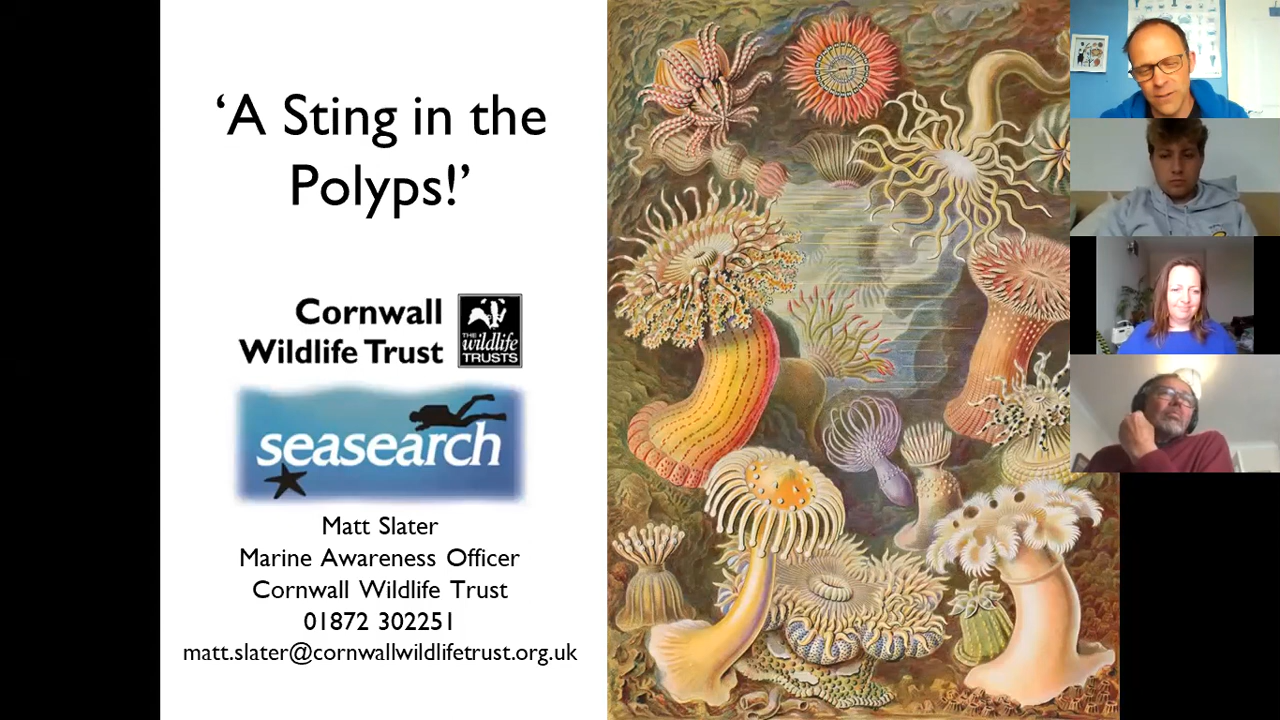 ‘A Sting in the
Polyps!’
Cornwall
Wildlife Trust
THE
wildlife
TRUSTS
seasearch
Matt Slater
Marine Awareness Officer
Cornwall Wildlife Trust
01872 302251
matt.slater@cornwallwildlifetrust.org.uk